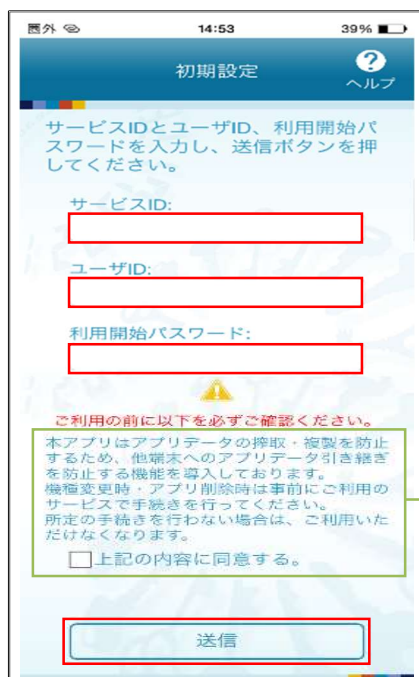 圏外 14:53 39%
初期設定
ヘルプ
サービスIDとユーザID、利用開始パ
スワードを入力し、送信ボタンを押
してください。
サービスID:
ユーザID:
利用開始パスワード:
ご利用の前に以下を必ずご確認ください。
本アプリはアプリデータの搾取・複製を防止
するため、他端末へのアプリデータ引き継ぎ
を防止する機能を導入しております。
機種変更時・アプリ削除時は事前にご利用の
サービスで手続きを行ってください。
所定の手続きを行わない場合は、ご利用いた
だけなくなります。
上記の内容に同意する。
送信